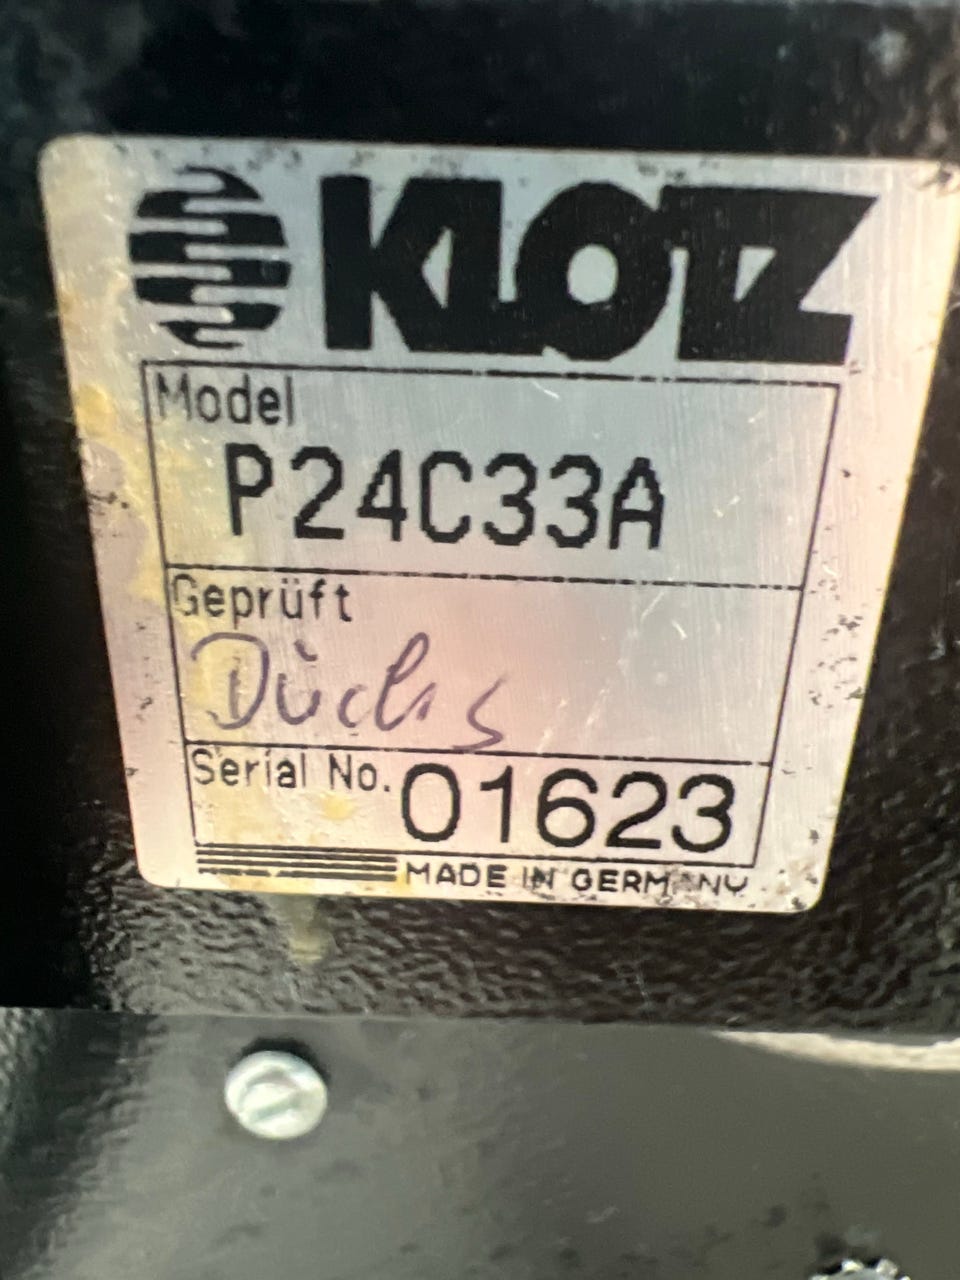 KLOTZ
Model
P24C33A
Geprüft
Serial No. 01623
MADE IN GERMANY